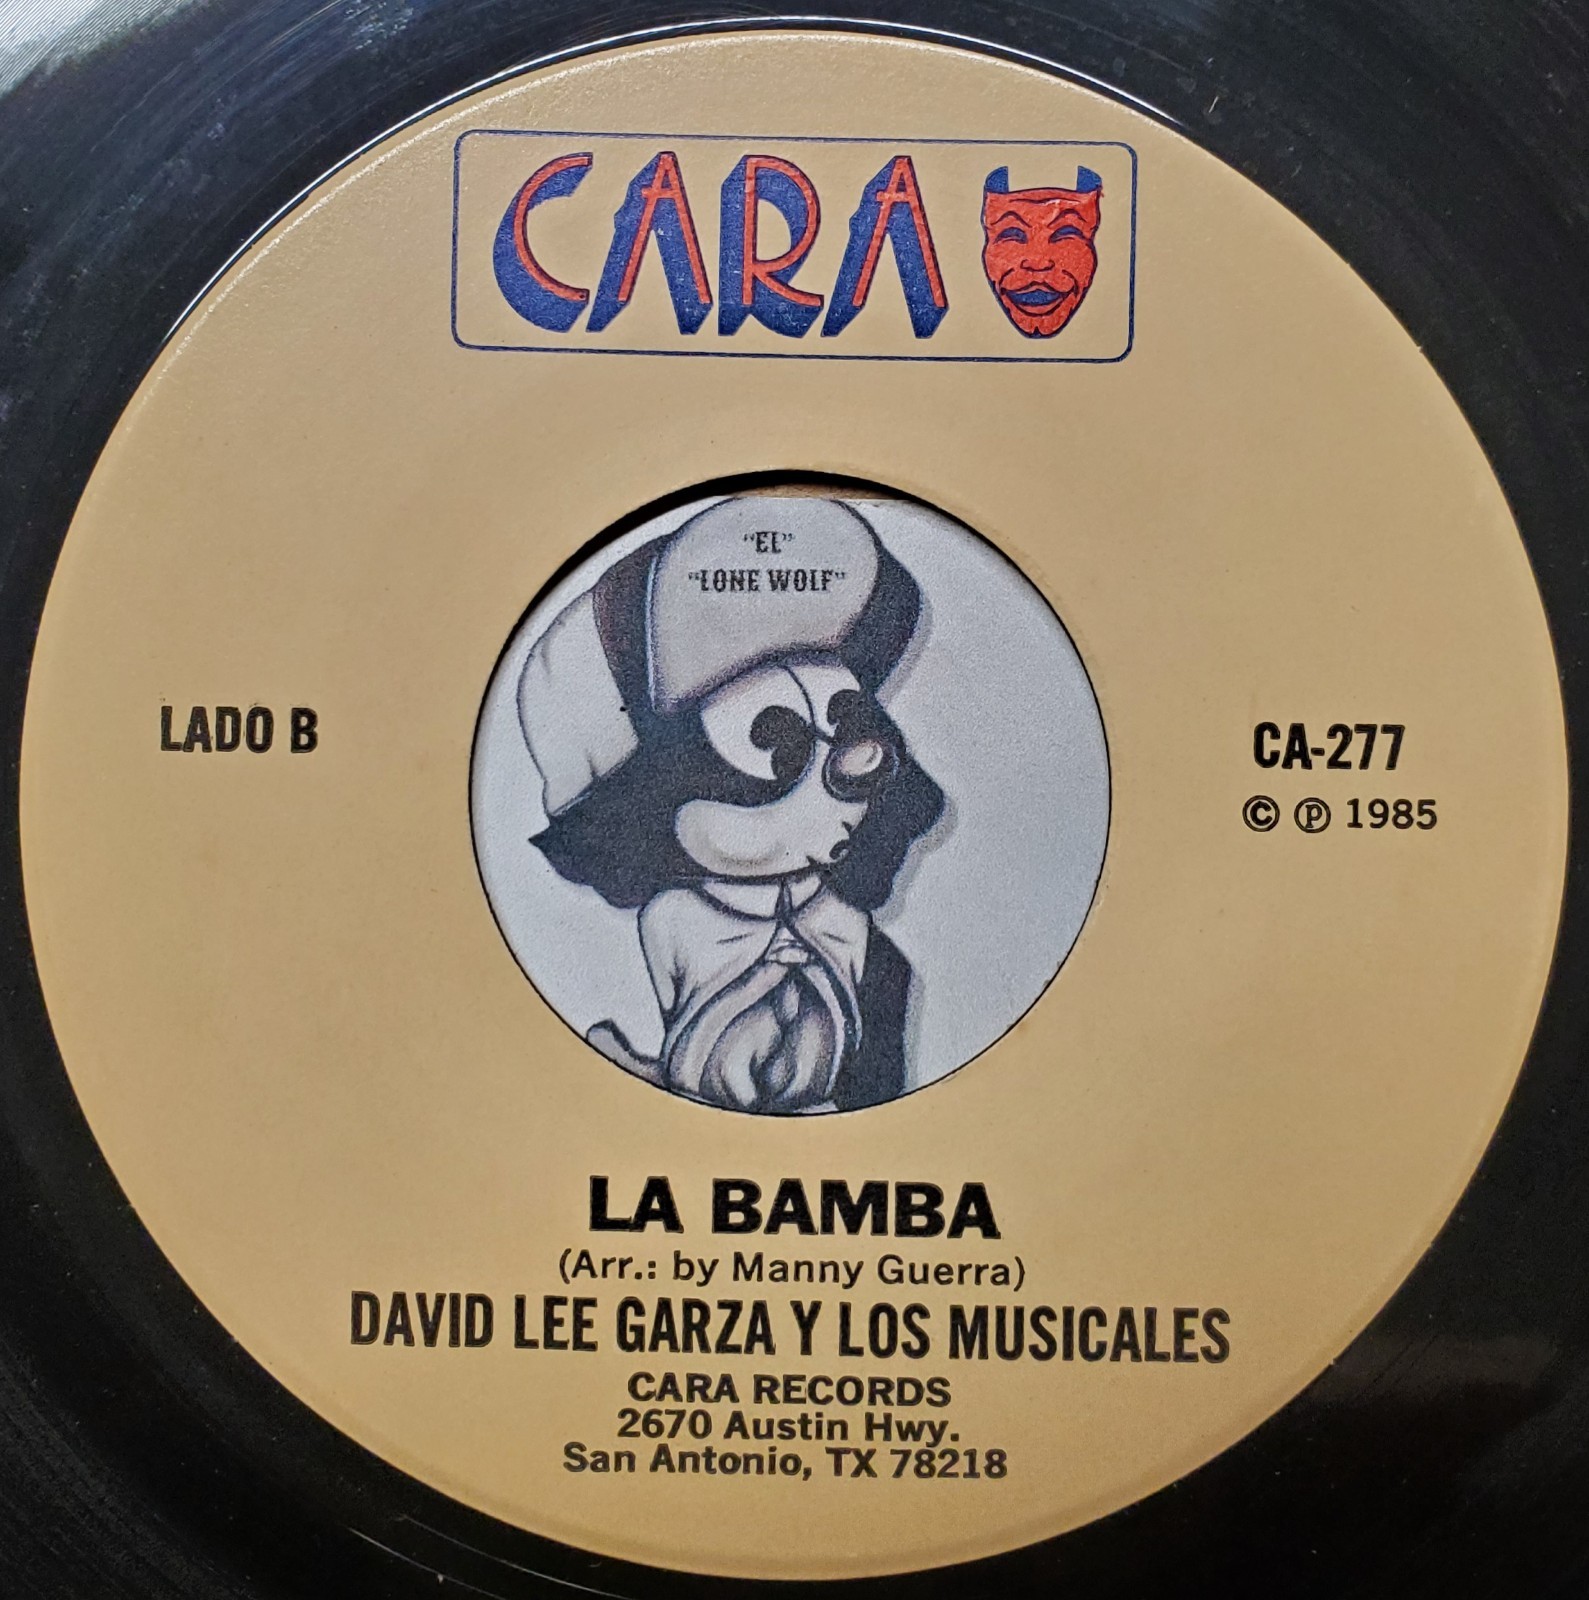 CARA
"EL"
"LONE WOLF"
LADO B
CA-277
© ℗ 1985
LA BAMBA
(Arr.: by Manny Guerra)
DAVID LEE GARZA Y LOS MUSICALES
CARA RECORDS
2670 Austin Hwy.
San Antonio, TX 78218